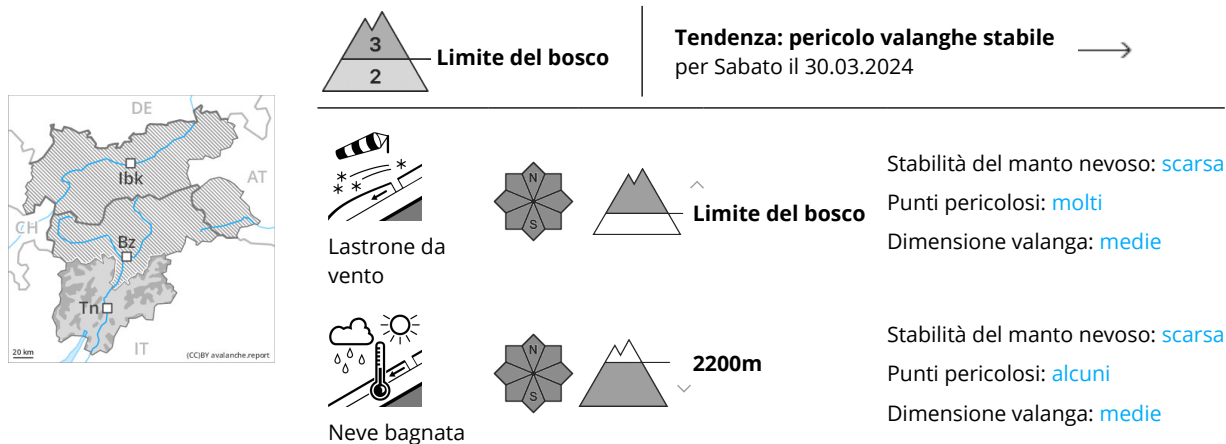 3
2
Limite del bosco
Tendenza: pericolo valanghe stabile
per Sabato il 30.03.2024
DE
Ibk
AT
CH
Bz
Tn
IT
20 km
(CC)BY avalanche.report
Lastrone da
vento
N
S
Limite del bosco
Stabilità del manto nevoso: scarsa
Punti pericolosi: molti
Dimensione valanga: medie
Neve bagnata
N
S
2200m
Stabilità del manto nevoso: scarsa
Punti pericolosi: alcuni
Dimensione valanga: medie